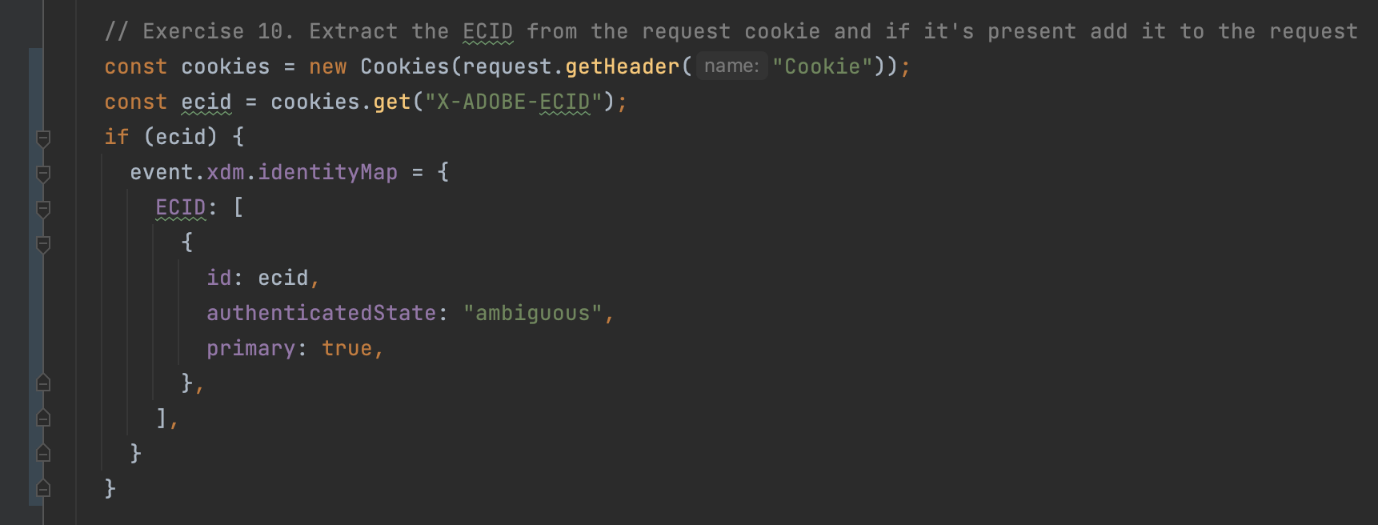 // Exercise 10. Extract the ECID from the request cookie and if it's present add it to the request
const cookies = new Cookies(request.getHeader( name: "Cookie"));
const ecid = cookies.get("X-ADOBE-ECID");
if (ecid) {
event.xdm.identityMap = {
ECID: [
{
id: ecid,
authenticatedState: "ambiguous",
primary: true,
},
],
}
}